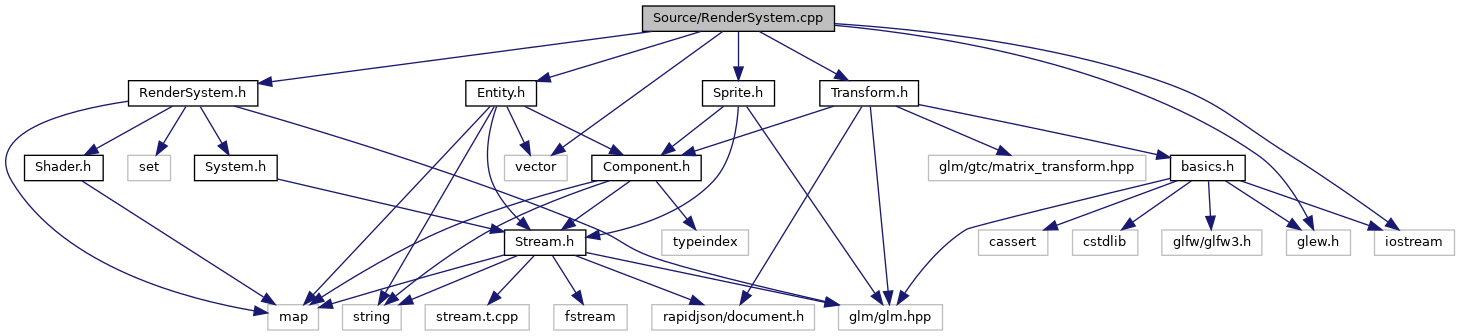 Source/RenderSystem.cpp
RenderSystem.h
Entity.h
Sprite.h
Transform.h
Shader.h
set
System.h
vector
Component.h
glm/gtc/matrix_transform.hpp
basics.h
Stream.h
typeindex
cassert
cstdlib
glfw/glfw3.h
glew.h
iostream
map
string
stream.t.cpp
fstream
rapidjson/document.h
glm/glm.hpp